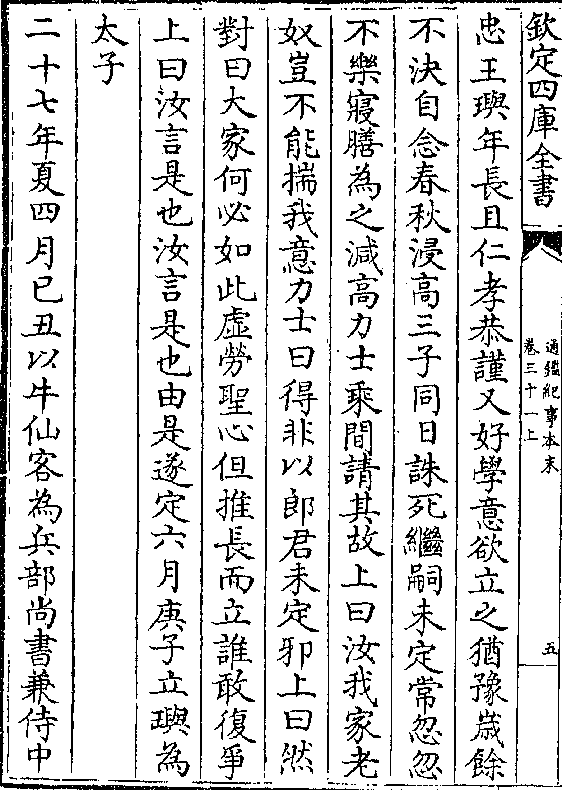 欽定四庫全書
通鑑紀事本末
卷三十一上
五
忠王璵年長且仁孝恭謹又好學意欲立之猶豫歲餘
不決自念春秋浸高三子同日誅死繼嗣未定常忽忽
不樂寢膳為之減高力士乘間請其故上曰汝我家老
奴豈不能揣我意力士曰得非以郎君未定邪上曰然
對曰大家何必如此虛勞聖心但推長而立誰敢復爭
上曰汝言是也汝言是也由是遂定六月庚子立璵為
太子
二十七年夏四月已丑以牛仙客為兵部尚書兼侍中